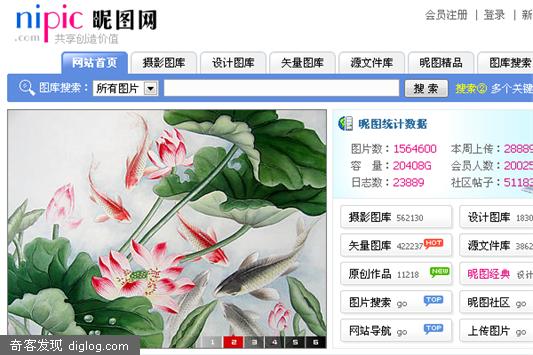 nipic 昵图网
.com 共享创造价值
会员注册 | 登录 |
网站首页 摄影图库 设计图库 矢量图库 源文件库 昵图精品 图库搜索
图库搜索： 所有图片 搜 索 搜索② 多个关键
昵图统计数据
图片数：1564600 本周上传：28889
容 量：20408G 会员人数：20025
日志数：23889 社区帖子：51183
摄影图库 562130 设计图库 1830
矢量图库 422237 HOT 源文件库 3862
原创作品 11218 NEW 昵图经典 设计
图片搜索 go TOP 昵图社区 go
网站导航 go TOP 上传图片 go
1 2 3 4 5 6
奇客发现 diglog.com